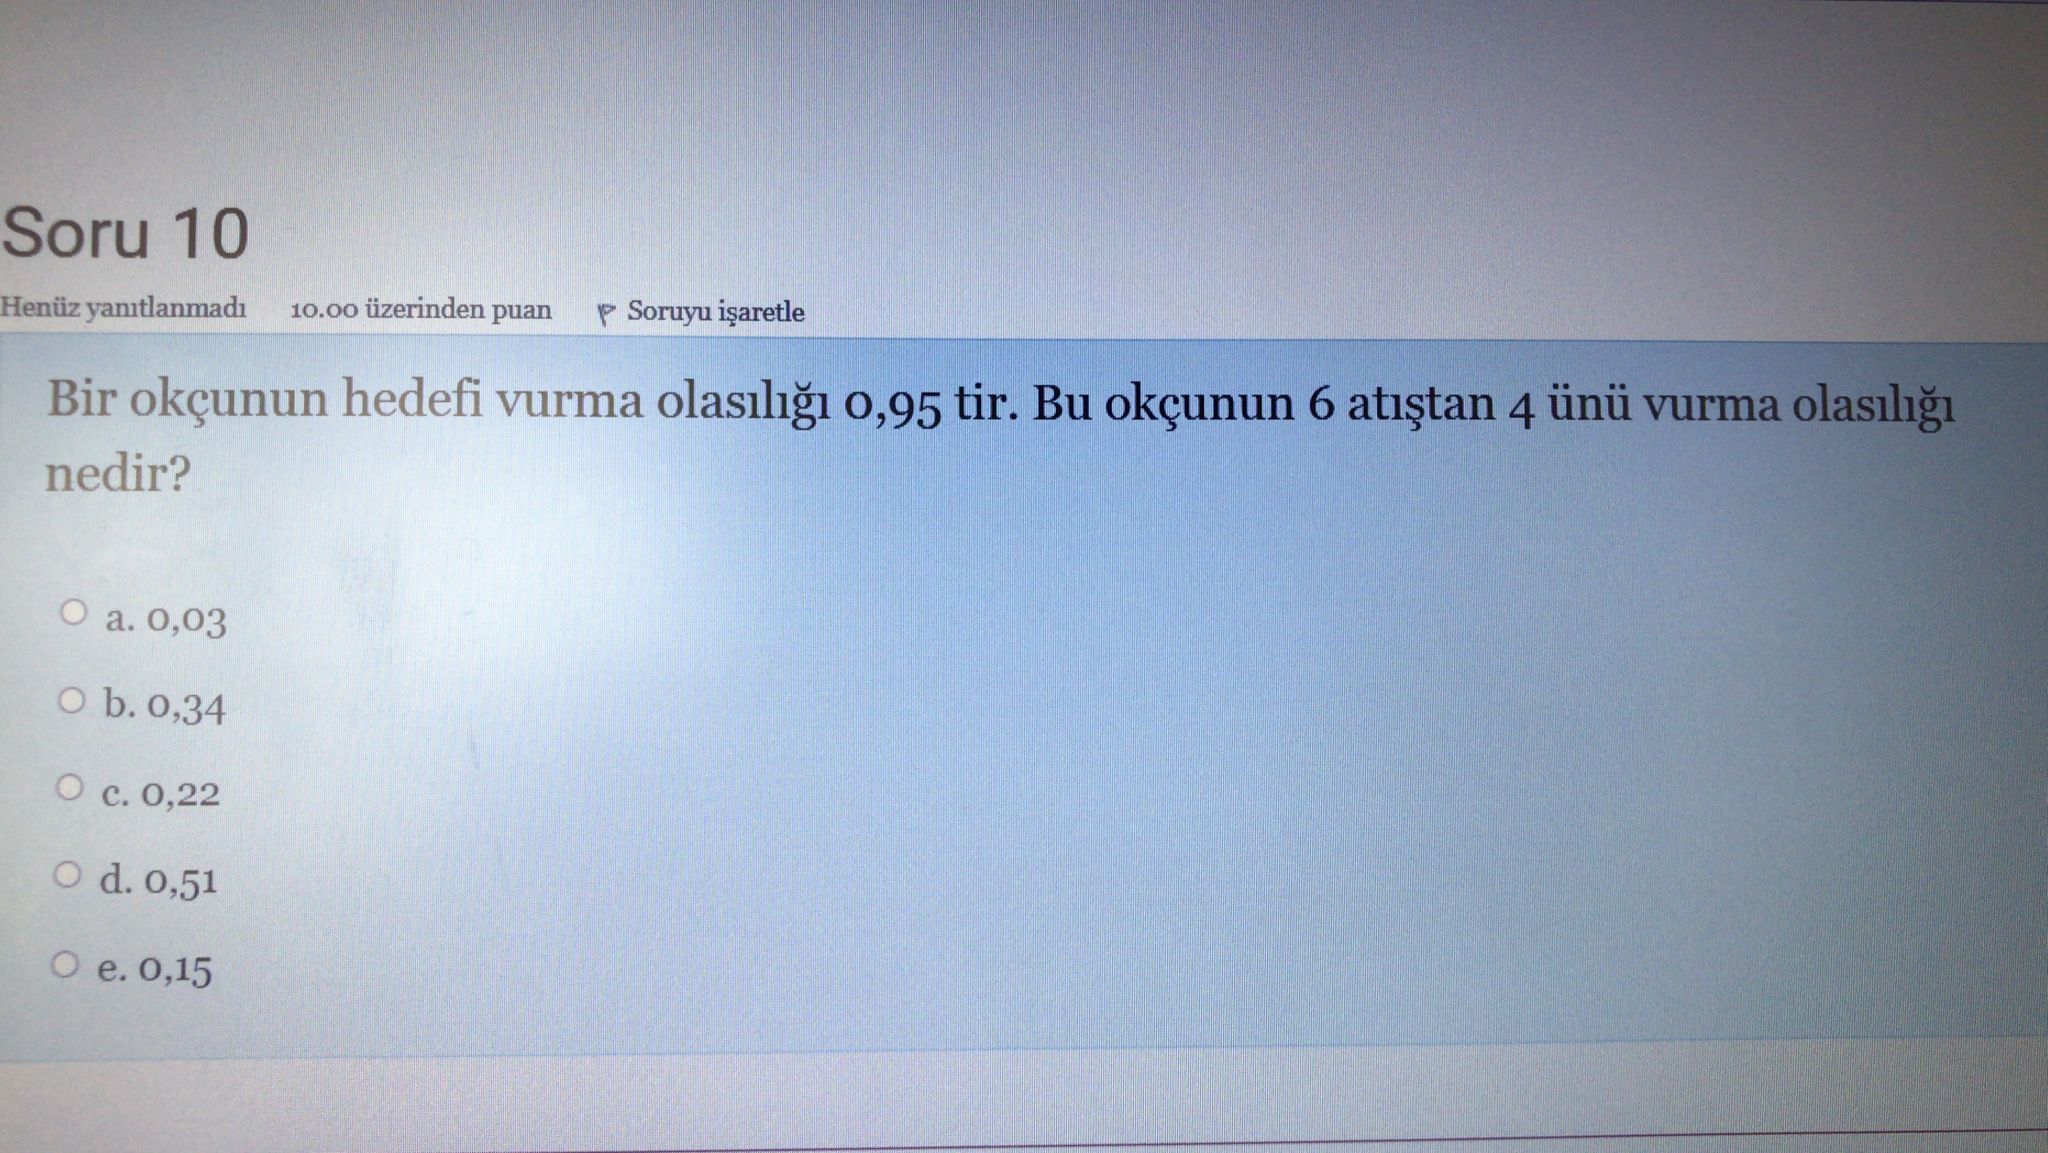 Soru 10
Henüz yanıtlanmadı 10.00 üzerinden puan Soruyu işaretle
Bir okçunun hedefi vurma olasılığı 0,95 tir. Bu okçunun 6 atıştan 4 ünü vurma olasılığı
nedir?
a. 0,03
b. 0,34
c. 0,22
d. 0,51
e. 0,15